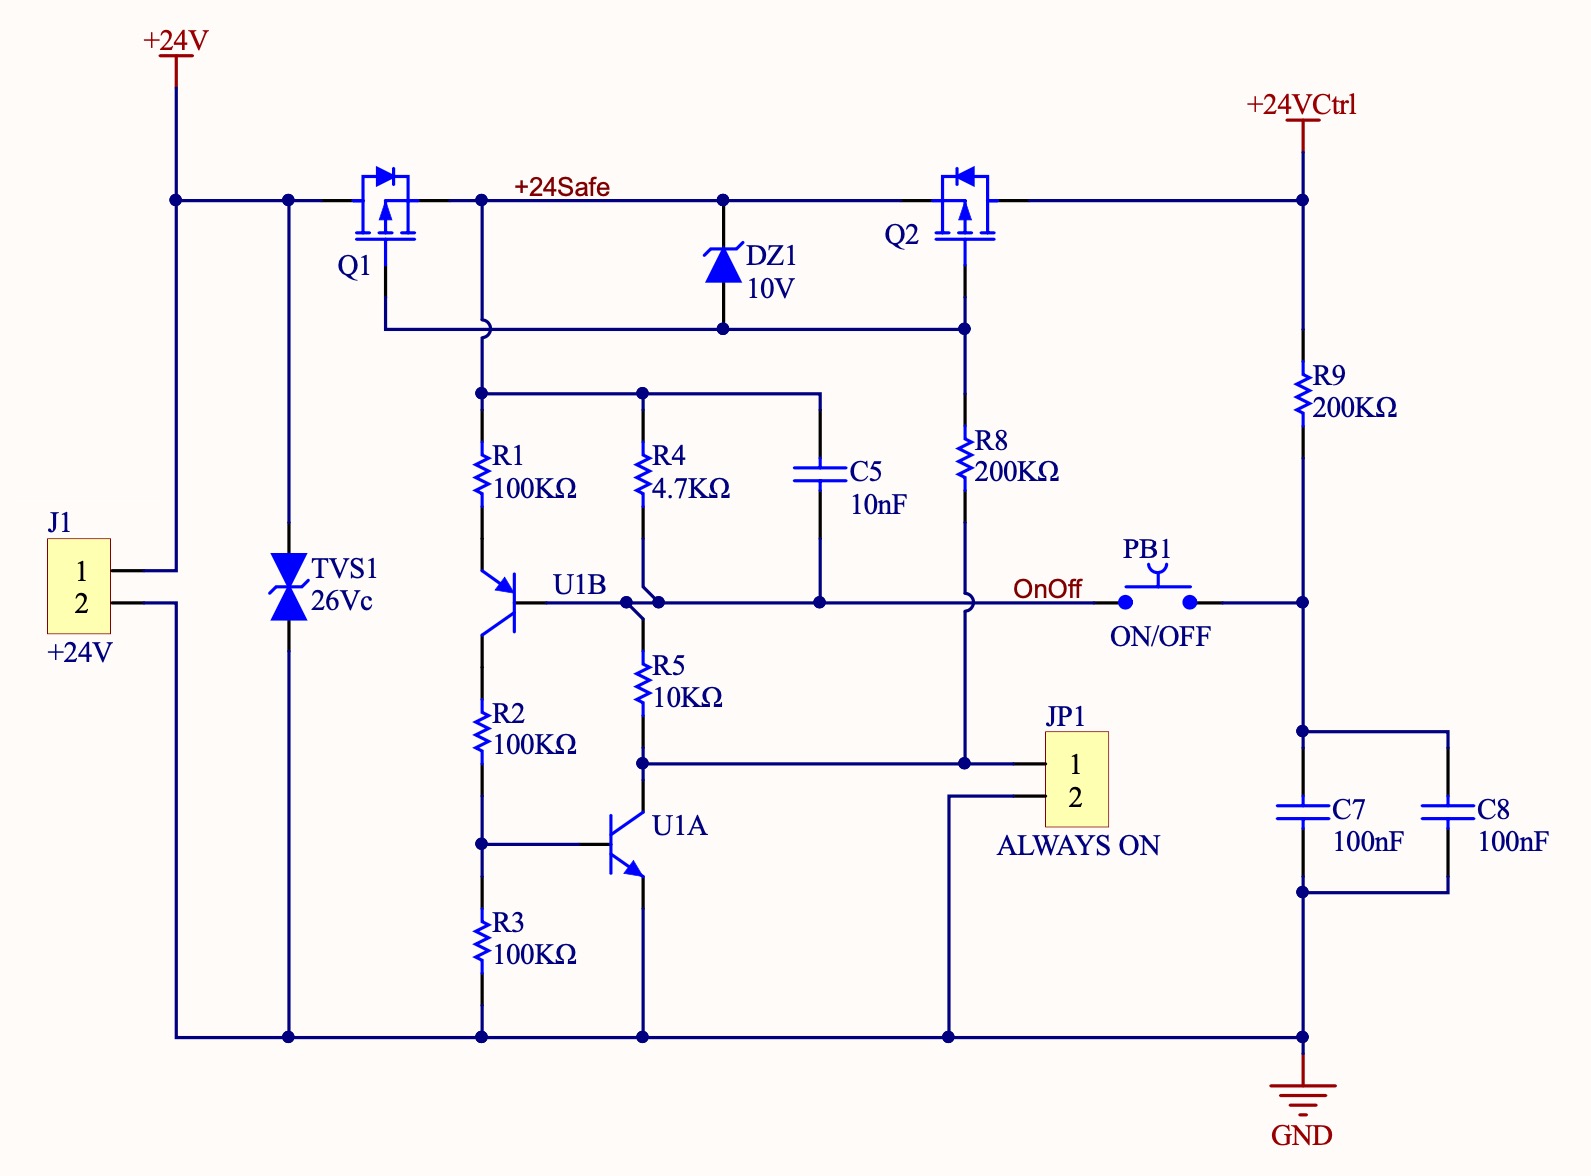 +24V
+24VCtrl
+24Safe
Q1
Q2
DZ1
10V
R9
200KΩ
R1
100KΩ
R4
4.7KΩ
C5
10nF
R8
200KΩ
J1
1
2
+24V
TVS1
26Vc
U1B
OnOff
PB1
ON/OFF
R5
10KΩ
R2
100KΩ
JP1
1
2
ALWAYS ON
U1A
C7
100nF
C8
100nF
R3
100KΩ
GND